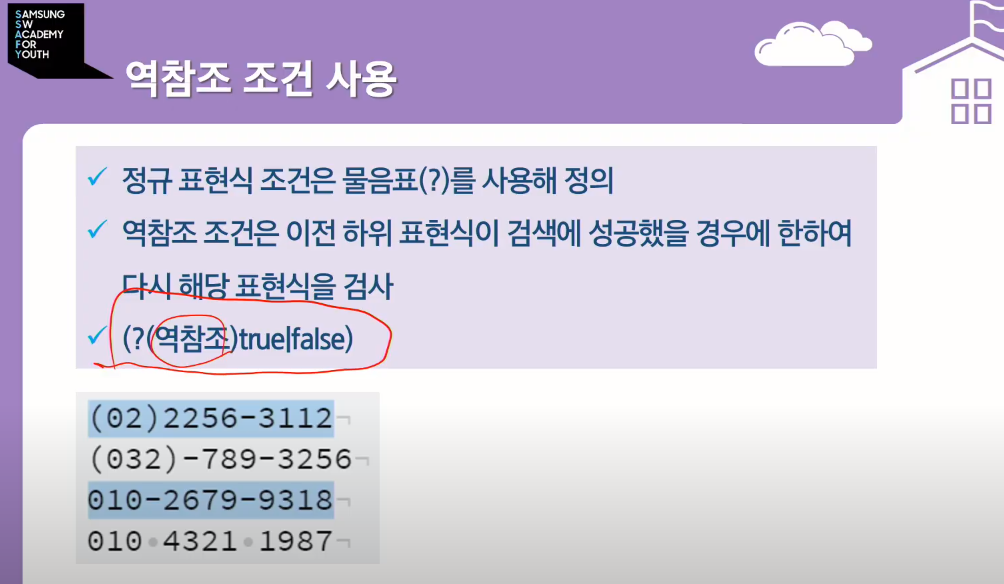 SAMSUNG
SW
ACADEMY
FOR
YOUTH
역참조 조건 사용
정규 표현식 조건은 물음표(?)를 사용해 정의
역참조 조건은 이전 하위 표현식이 검색에 성공했을 경우에 한하여
다시 해당 표현식을 검사
(?(역참조)true|false)
(02)2256-3112¬
(032)-789-3256¬
010-2679-9318¬
010•4321•1987¬